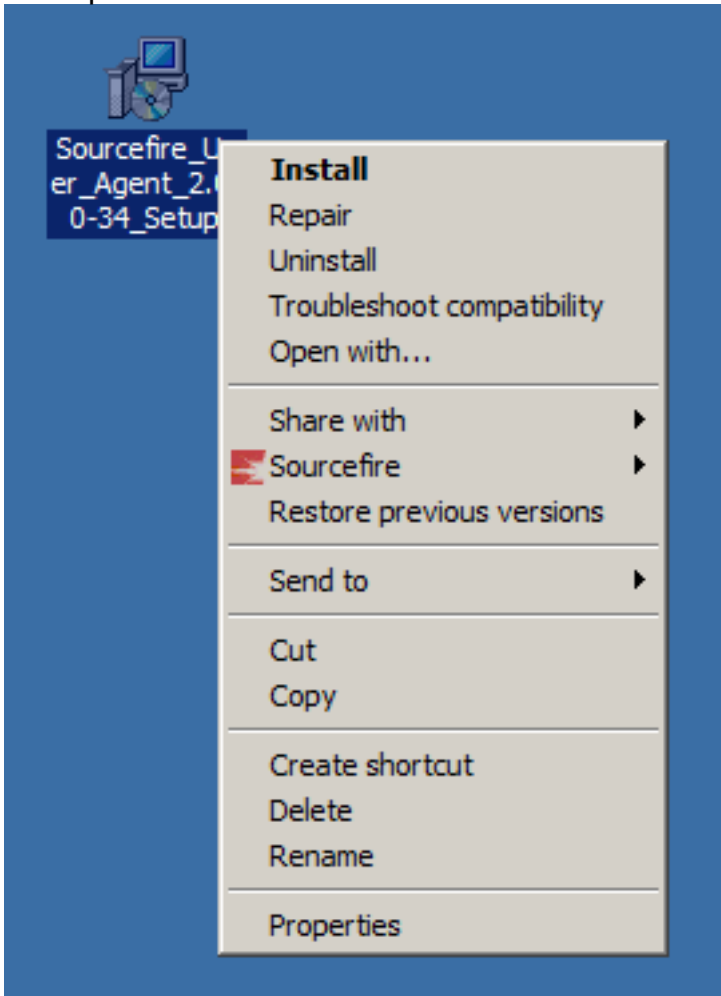 Sourcefire_U
er_Agent_2.
0-34_Setup
Install
Repair
Uninstall
Troubleshoot compatibility
Open with...
Share with
Sourcefire
Restore previous versions
Send to
Cut
Copy
Create shortcut
Delete
Rename
Properties